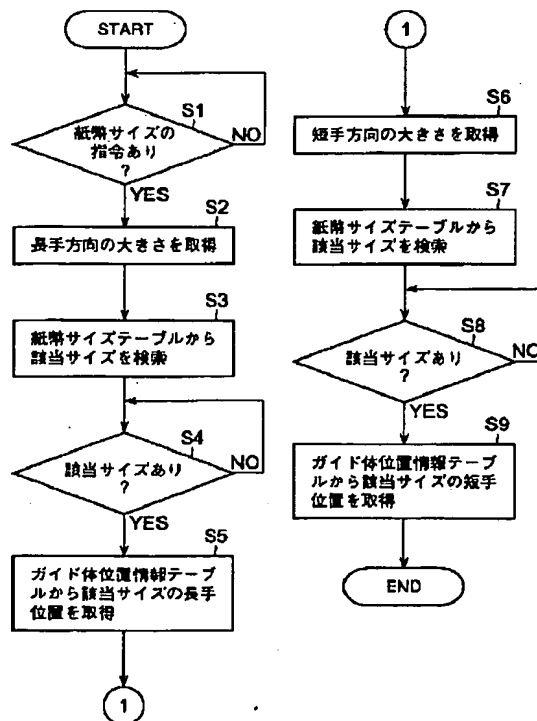 START
S1
紙幣サイズの
指令あり
?
NO
YES
S2
長手方向の大きさを取得
S3
紙幣サイズテーブルから
該当サイズを検索
S4
該当サイズあり
?
NO
YES
S5
ガイド体位置情報テーブ
ルから該当サイズの長手
位置を取得
1
1
S6
短手方向の大きさを取得
S7
紙幣サイズテーブルから
該当サイズを検索
S8
該当サイズあり
?
NO
YES
S9
ガイド体位置情報テーブ
ルから該当サイズの短手
位置を取得
END